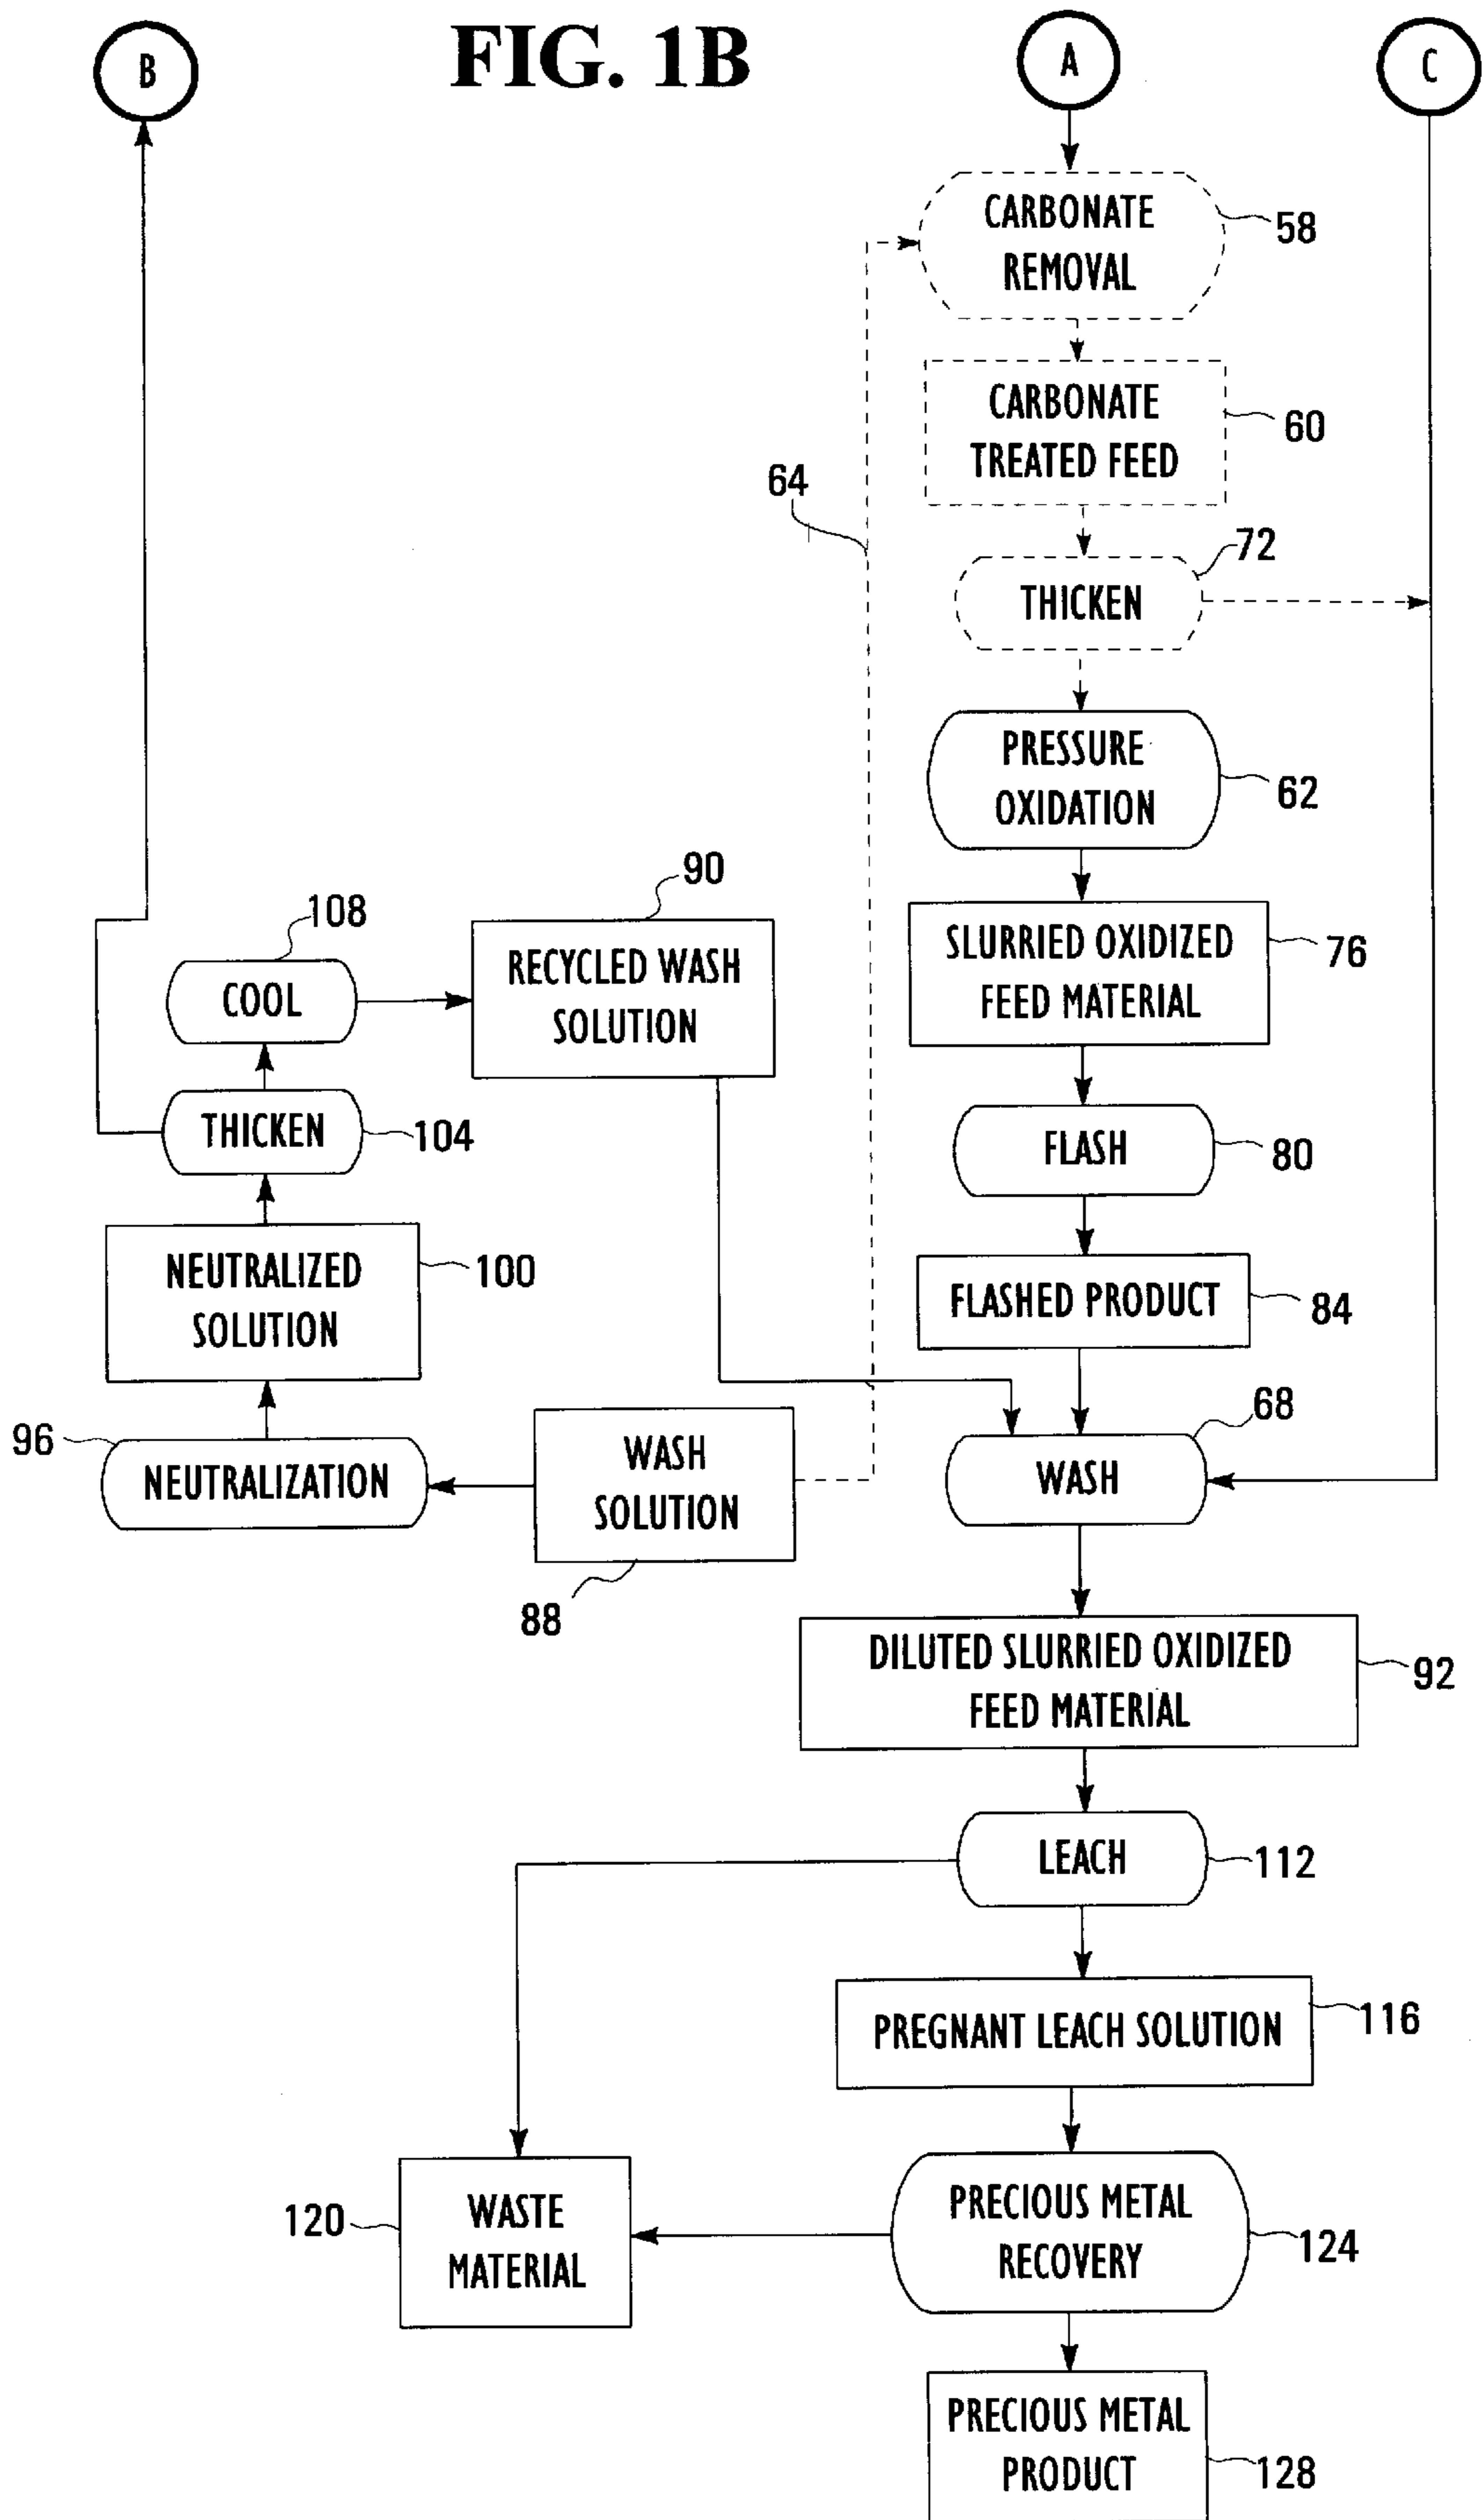 FIG. 1B
B
A
C
CARBONATE
REMOVAL
58
CARBONATE
TREATED FEED
60
64
THICKEN
72
PRESSURE
OXIDATION
62
90
108
RECYCLED WASH
SOLUTION
SLURRIED OXIDIZED
FEED MATERIAL
76
COOL
THICKEN
104
FLASH
80
NEUTRALIZED
SOLUTION
100
FLASHED PRODUCT
84
68
96
NEUTRALIZATION
WASH
SOLUTION
88
WASH
DILUTED SLURRIED OXIDIZED
FEED MATERIAL
92
LEACH
112
PREGNANT LEACH SOLUTION
116
120
WASTE
MATERIAL
PRECIOUS METAL
RECOVERY
124
PRECIOUS METAL
PRODUCT
128